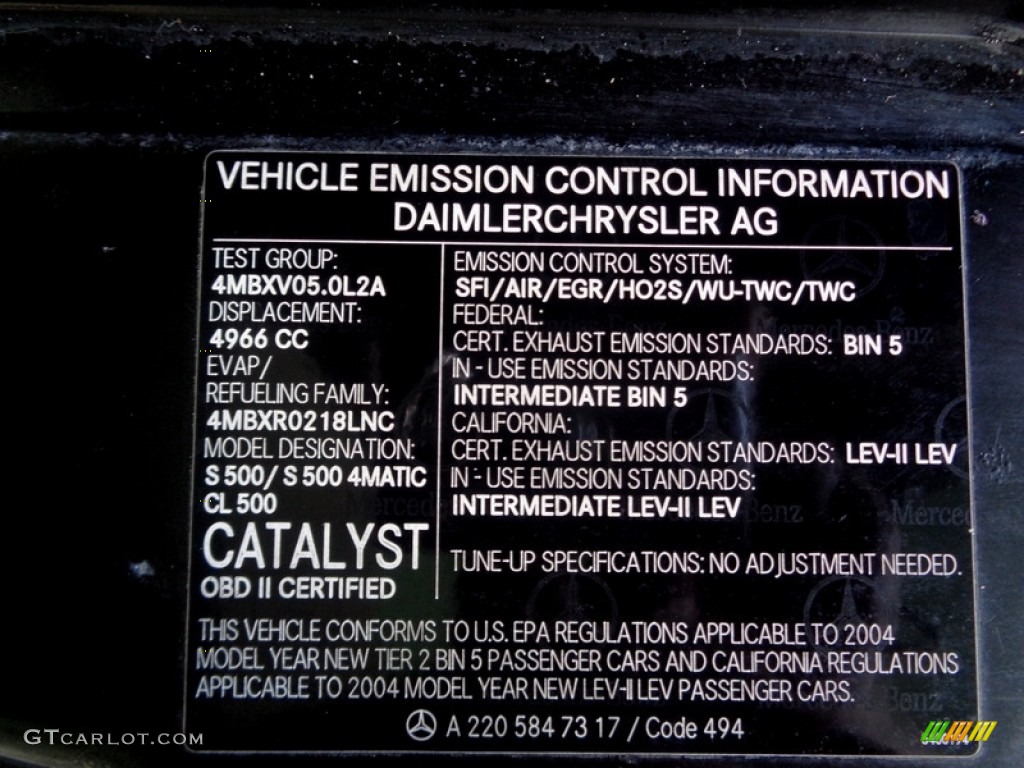 VEHICLE EMISSION CONTROL INFORMATION
DAIMLERCHRYSLER AG
TEST GROUP:
4MBXV05.0L2A
DISPLACEMENT:
4966 CC
EVAP/
REFUELING FAMILY:
4MBXR0218LNC
MODEL DESIGNATION:
S 500/ S 500 4MATIC
CL 500
CATALYST
OBD II CERTIFIED
EMISSION CONTROL SYSTEM:
SFI/AIR/EGR/HO2S/WU-TWC/TWC
FEDERAL:
CERT. EXHAUST EMISSION STANDARDS: BIN 5
IN - USE EMISSION STANDARDS:
INTERMEDIATE BIN 5
CALIFORNIA:
CERT. EXHAUST EMISSION STANDARDS: LEV-II LEV
IN - USE EMISSION STANDARDS:
INTERMEDIATE LEV-II LEV
TUNE-UP SPECIFICATIONS: NO ADJUSTMENT NEEDED.
THIS VEHICLE CONFORMS TO U.S. EPA REGULATIONS APPLICABLE TO 2004
MODEL YEAR NEW TIER 2 BIN 5 PASSENGER CARS AND CALIFORNIA REGULATIONS
APPLICABLE TO 2004 MODEL YEAR NEW LEV-II LEV PASSENGER CARS.
A 220 584 73 17 / Code 494
GTCARLOT.COM